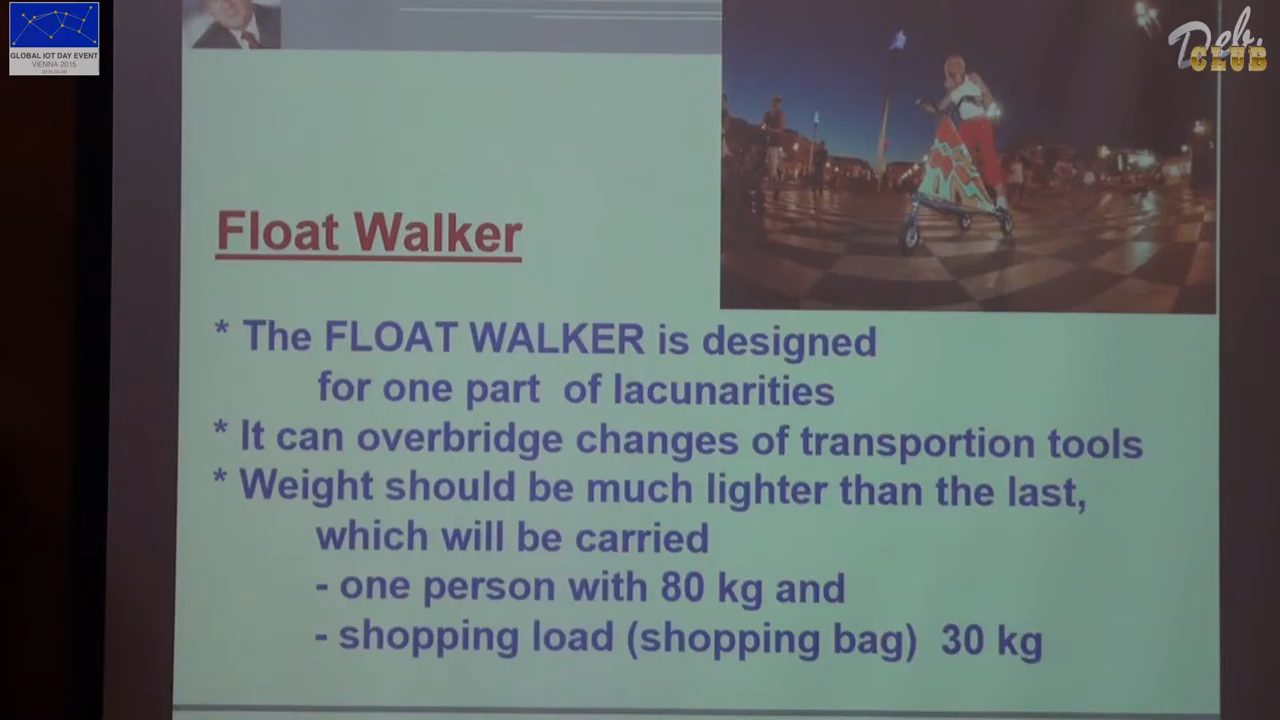 GLOBAL IOT DAY EVENT
VIENNA 2015
Deb.
CLUB
Float Walker
* The FLOAT WALKER is designed
for one part of lacunarities
* It can overbridge changes of transportion tools
* Weight should be much lighter than the last,
which will be carried
- one person with 80 kg and
- shopping load (shopping bag) 30 kg